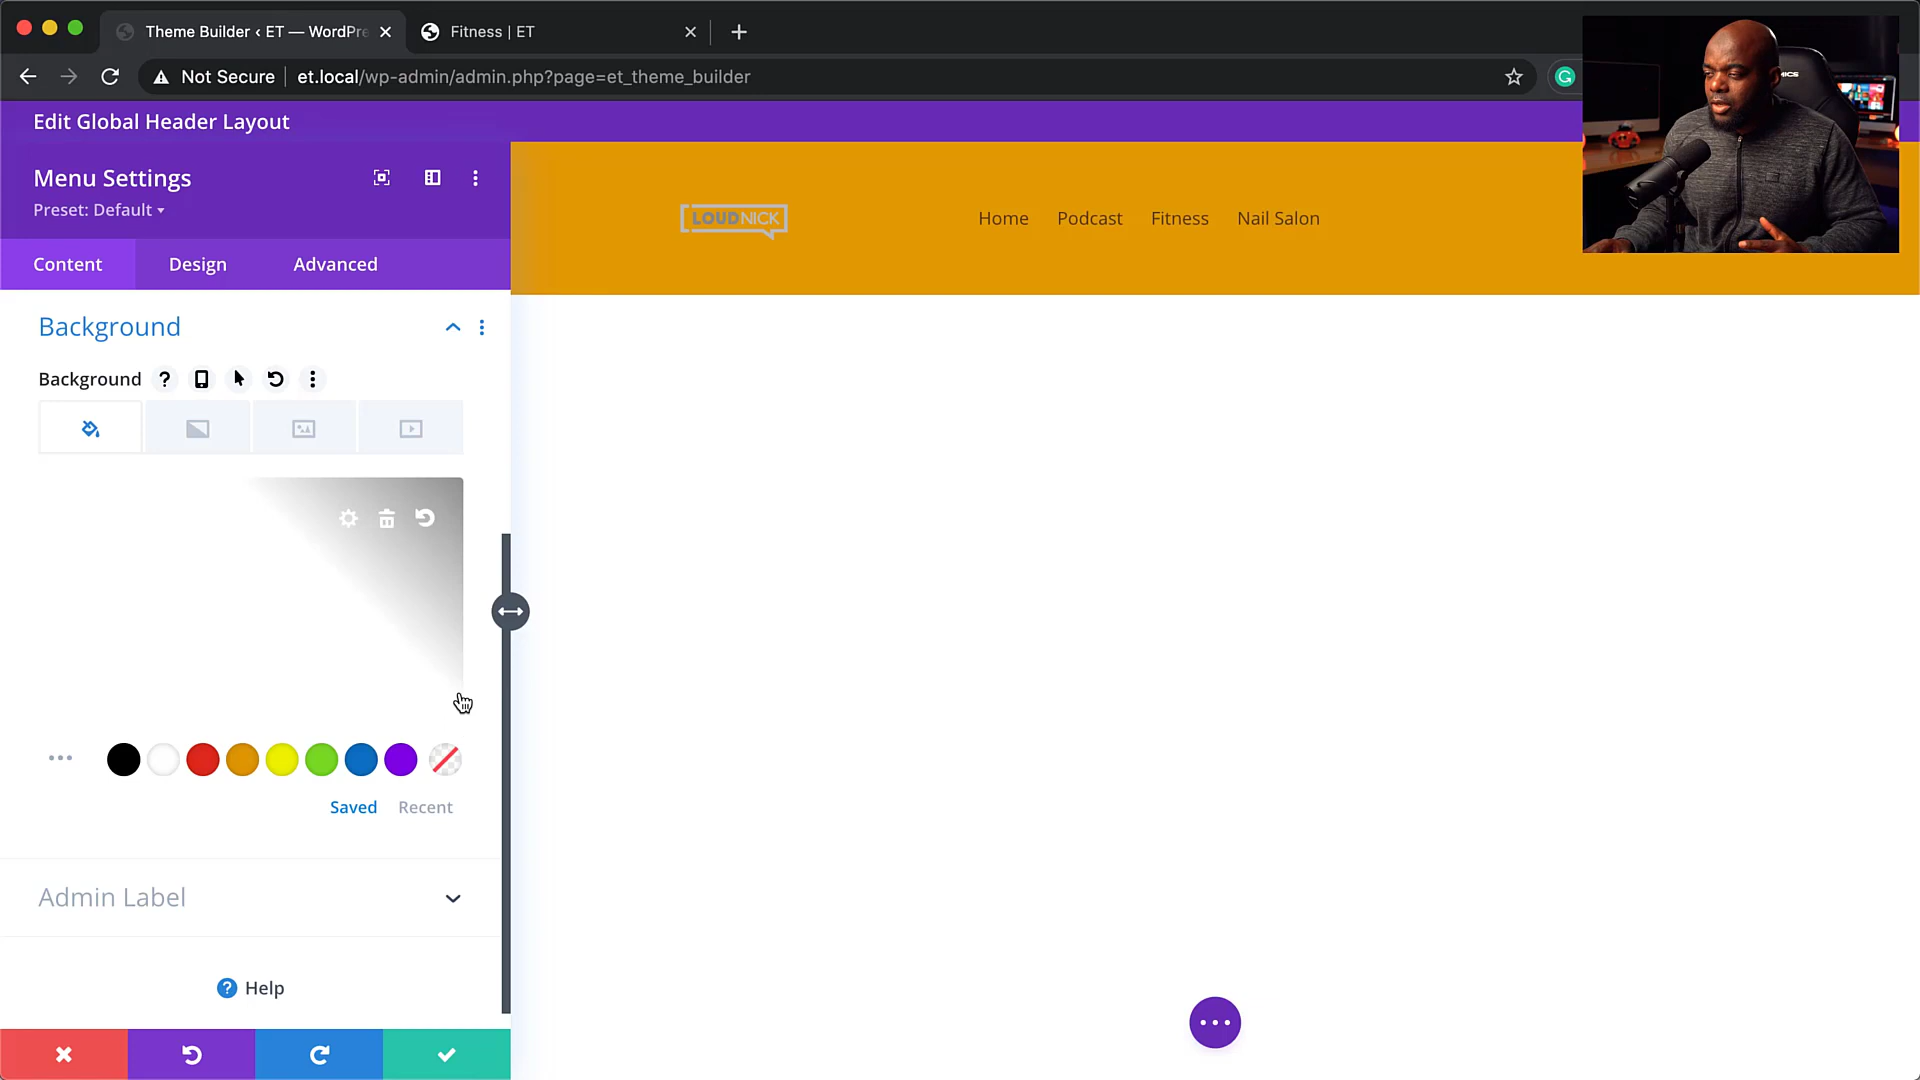 Theme Builder ‹ ET — WordPre
Fitness | ET
Not Secure
et.local/wp-admin/admin.php?page=et_theme_builder
G
Edit Global Header Layout
Menu Settings
Preset: Default
Content
Design
Advanced
LOUDNICK
Home
Podcast
Fitness
Nail Salon
Background
Background
?
Saved
Recent
Admin Label
? Help